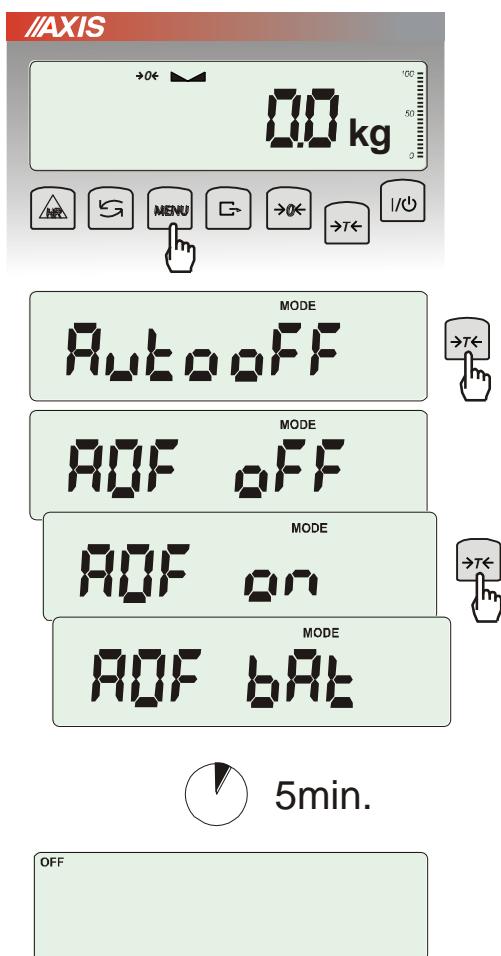 //AXIS
→0←
100
0.0 kg
50
0
HR MENU →0← →T← I/
MODE
AutooFF
→T←
MODE
AOF oFF
MODE
AOF on
→T←
MODE
AOF bAt
5min.
OFF